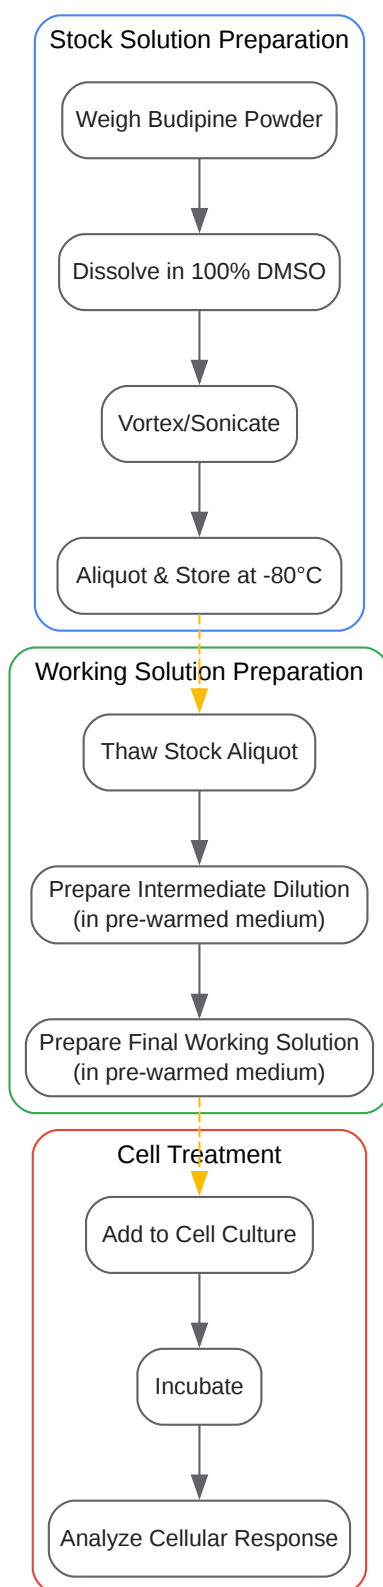 Stock Solution Preparation
Weigh Budipine Powder
Dissolve in 100% DMSO
Vortex/Sonicate
Aliquot & Store at -80°C
Working Solution Preparation
Thaw Stock Aliquot
Prepare Intermediate Dilution
(in pre-warmed medium)
Prepare Final Working Solution
(in pre-warmed medium)
Cell Treatment
Add to Cell Culture
Incubate
Analyze Cellular Response